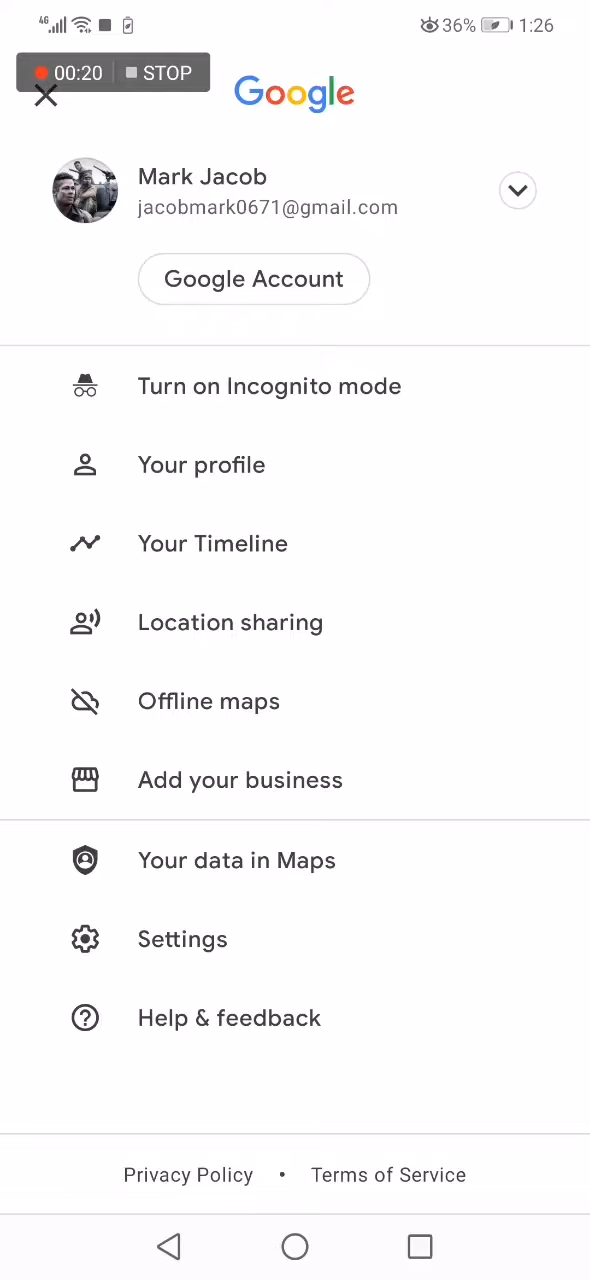 4G 36% 1:26
00:20 STOP
Google
Mark Jacob
jacobmark0671@gmail.com
Google Account
Turn on Incognito mode
Your profile
Your Timeline
Location sharing
Offline maps
Add your business
Your data in Maps
Settings
Help & feedback
Privacy Policy • Terms of Service